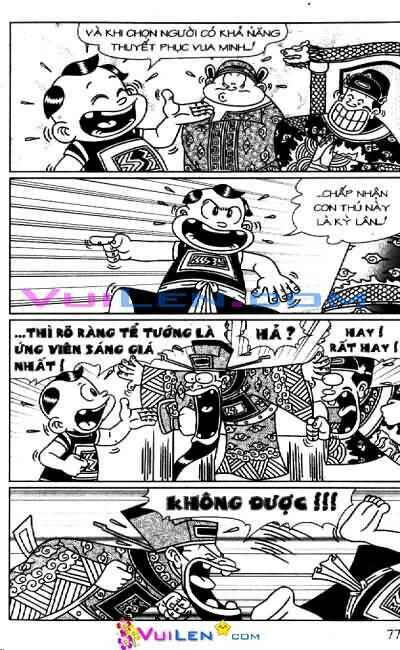 VÀ KHI CHỌN NGƯỜI CÓ KHẢ NĂNG
THUYẾT PHỤC VUA MINH...!
...CHẤP NHẬN
CON THÚ NÀY
LÀ KỲ LÂN...!
VUILEN.COM
...THÌ RÕ RÀNG TỂ TƯỚNG LÀ
ỨNG VIÊN SÁNG GIÁ
NHẤT!
HẢ?
HAY!
RẤT HAY!
KHÔNG ĐƯỢC!!!
77
VUILEN.COM